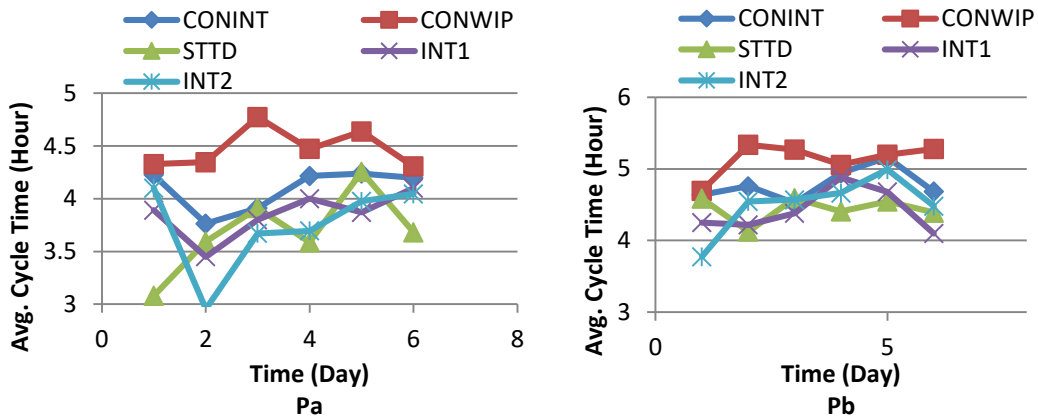 CONINT CONWIP
STTD INT1
INT2
Avg. Cycle Time (Hour)
5
4.5
4
3.5
3
0 2 4 6 8
Time (Day)
Pa
CONINT CONWIP
STTD INT1
INT2
Avg. Cycle Time (Hour)
6
5
4
3
0 5
Time (Day)
Pb